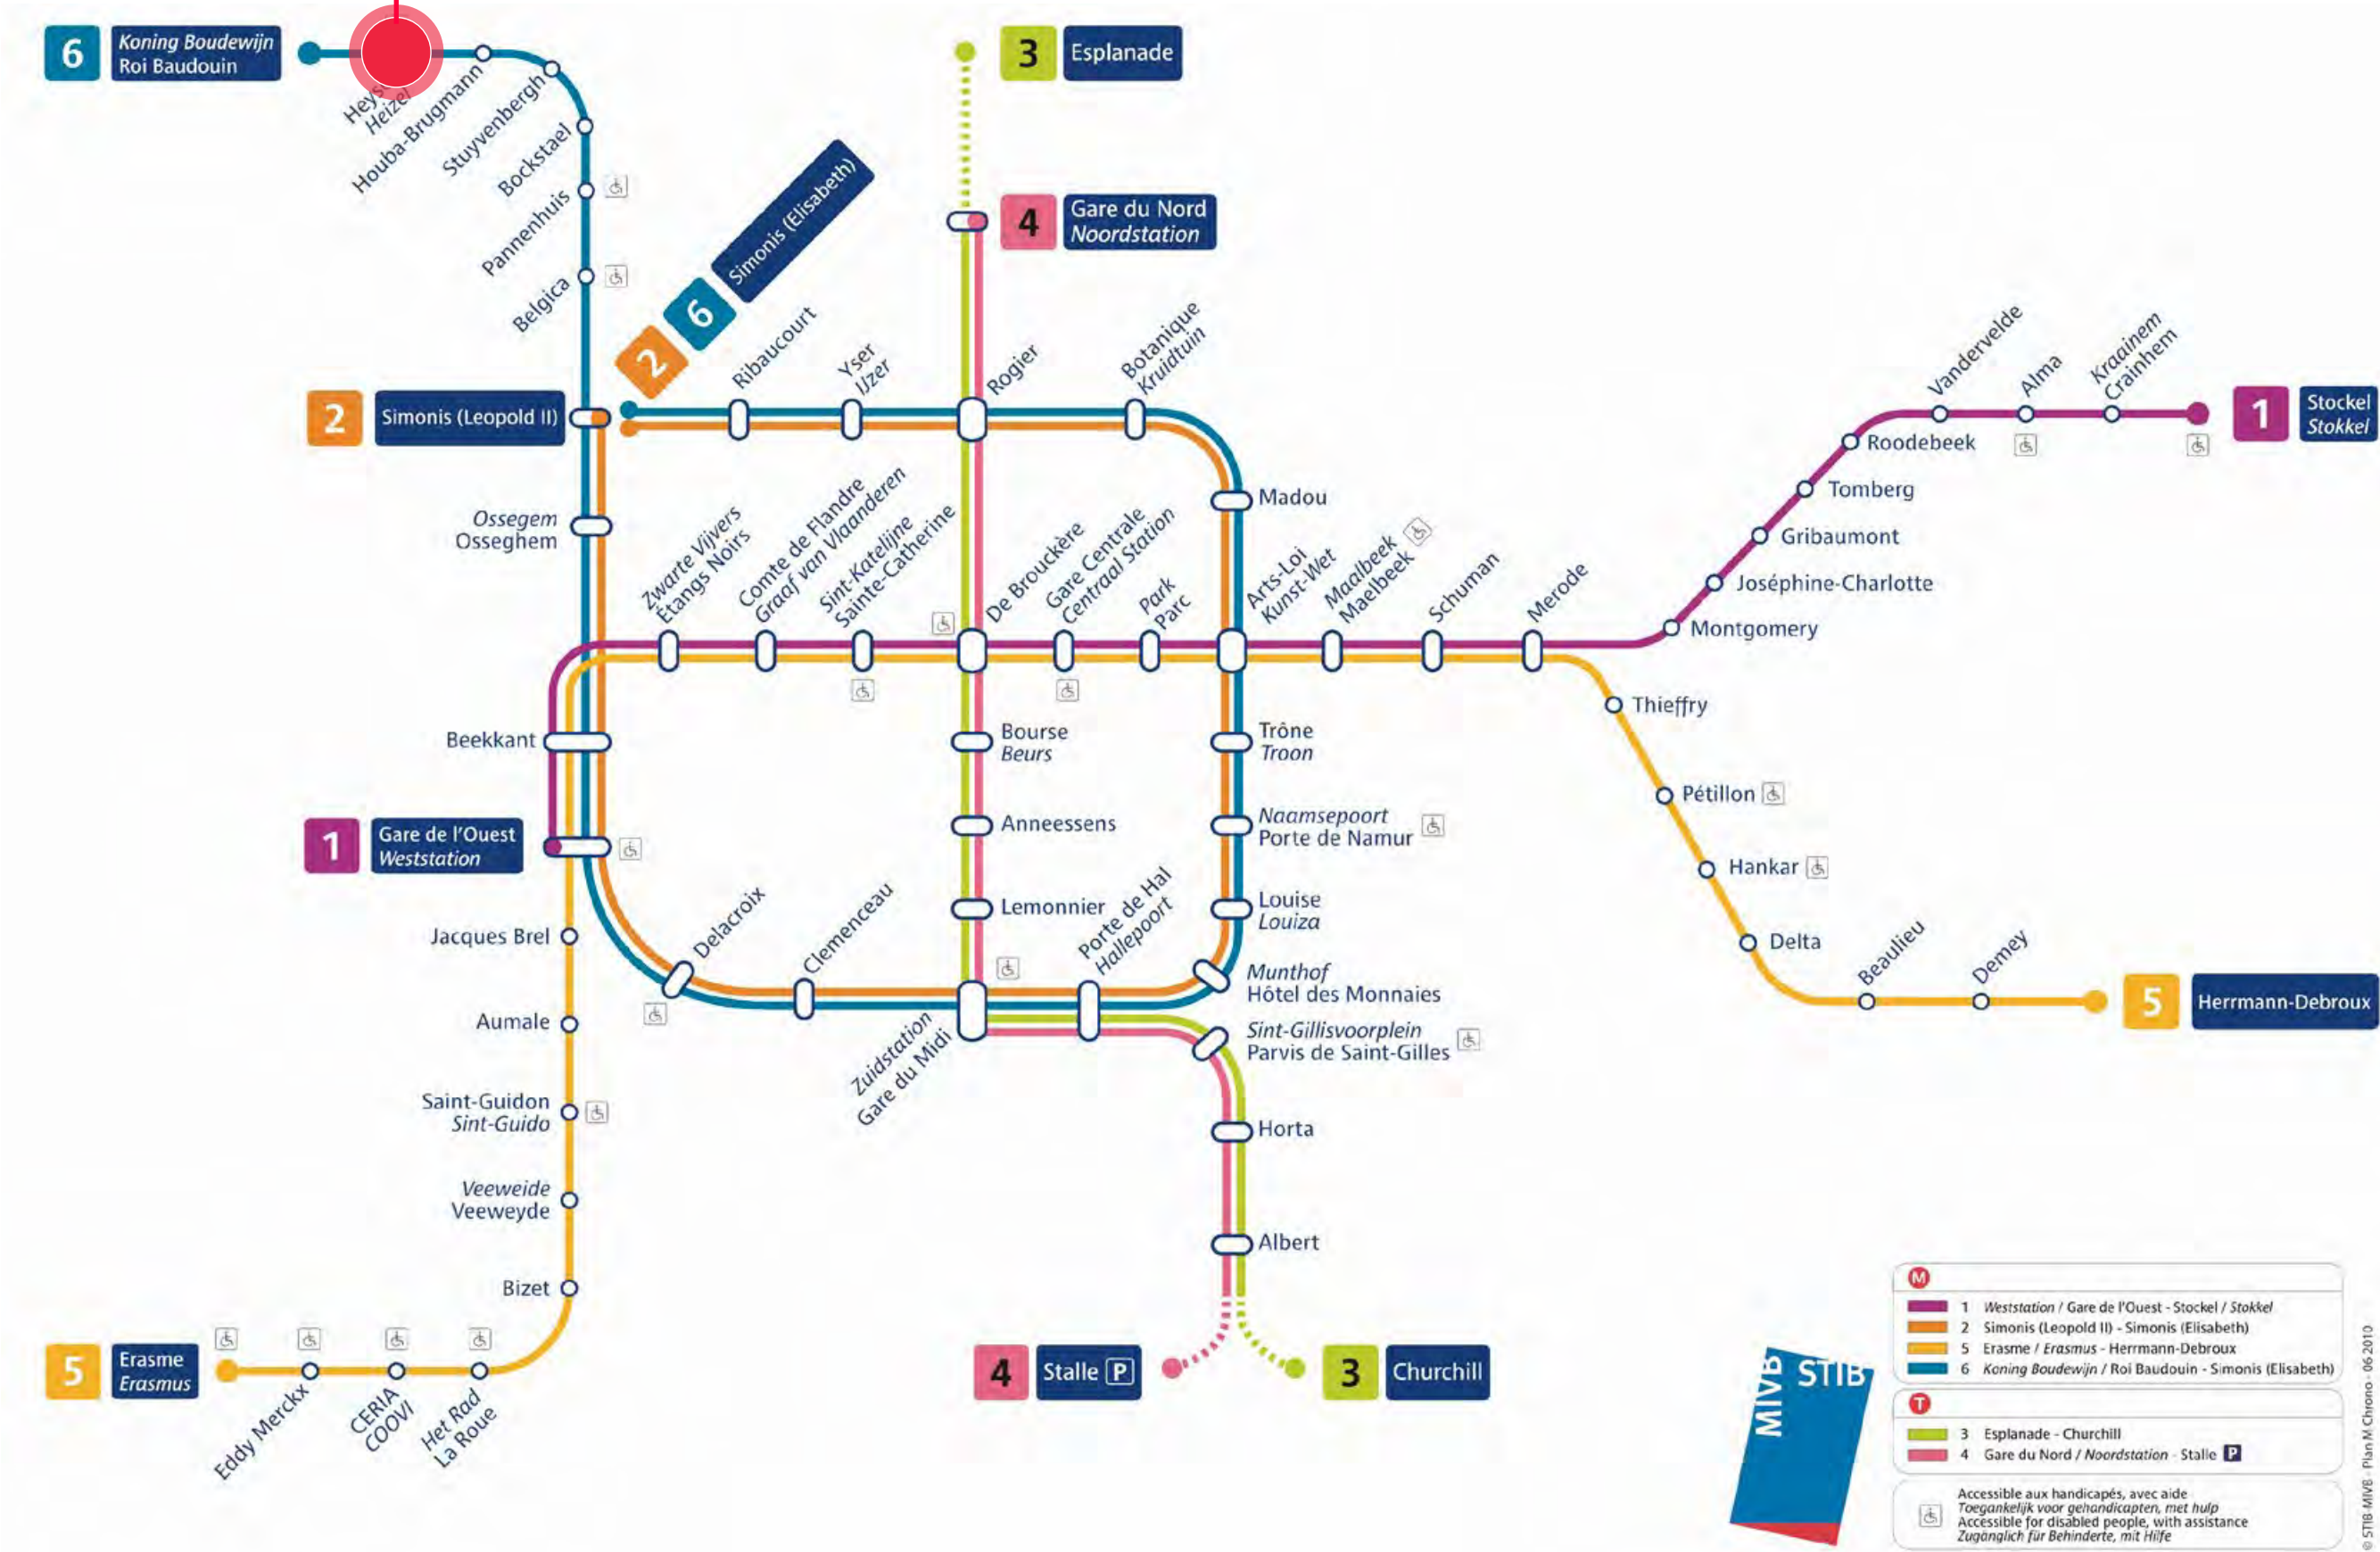 6
Koning Boudewijn
Roi Baudouin
Heizel
Houba-Brugmann
Stuyvenbergh
Bockstael
Pannenhuis
Belgica
3
Esplanade
4
Gare du Nord
Noordstation
2
6
Simonis (Elisabeth)
Ribaucourt
Yser
IJzer
Rogier
Botanique
Kruidtuin
2
Simonis (Leopold II)
Ossegem
Osseghem
Madou
Zwarte Vijvers
Étangs Noirs
Comte de Flandre
Graaf van Vlaanderen
Sint-Katelijne
Sainte-Catherine
De Brouckère
Gare Centrale
Centraal Station
Park
Parc
Arts-Loi
Kunst-Wet
Maalbeek
Maelbeek
Schuman
Merode
Vandervelde
Alma
Kraainem
Crainhem
1
Stockel
Stokkel
Roodebeek
Tomberg
Gribaumont
Joséphine-Charlotte
Montgomery
Thieffry
Pétillon
Hankar
Delta
Beaulieu
Demey
5
Herrmann-Debroux
Beekkant
Bourse
Beurs
Trône
Troon
1
Gare de l'Ouest
Weststation
Anneessens
Naamsepoort
Porte de Namur
Lemonnier
Louise
Louiza
Jacques Brel
Delacroix
Clemenceau
Porte de Hal
Hallepoort
Munthof
Hôtel des Monnaies
Zuidstation
Gare du Midi
Sint-Gillisvoorplein
Parvis de Saint-Gilles
Aumale
Saint-Guidon
Sint-Guido
Horta
Veeweide
Veeweyde
Albert
Bizet
5
Erasme
Erasmus
Eddy Merckx
CERIA
COOVI
Het Rad
La Roue
4
Stalle P
3
Churchill
MIVB
STIB
M
1 Weststation / Gare de l'Ouest - Stockel / Stokkel
2 Simonis (Leopold II) - Simonis (Elisabeth)
5 Erasme / Erasmus - Herrmann-Debroux
6 Koning Boudewijn / Roi Baudouin - Simonis (Elisabeth)
T
3 Esplanade - Churchill
4 Gare du Nord / Noordstation - Stalle P
Accessible aux handicapés, avec aide
Toegankelijk voor gehandicapten, met hulp
Accessible for disabled people, with assistance
Zugänglich für Behinderte, mit Hilfe
© STIB-MIVB - Plan M Chrono - 06 2010